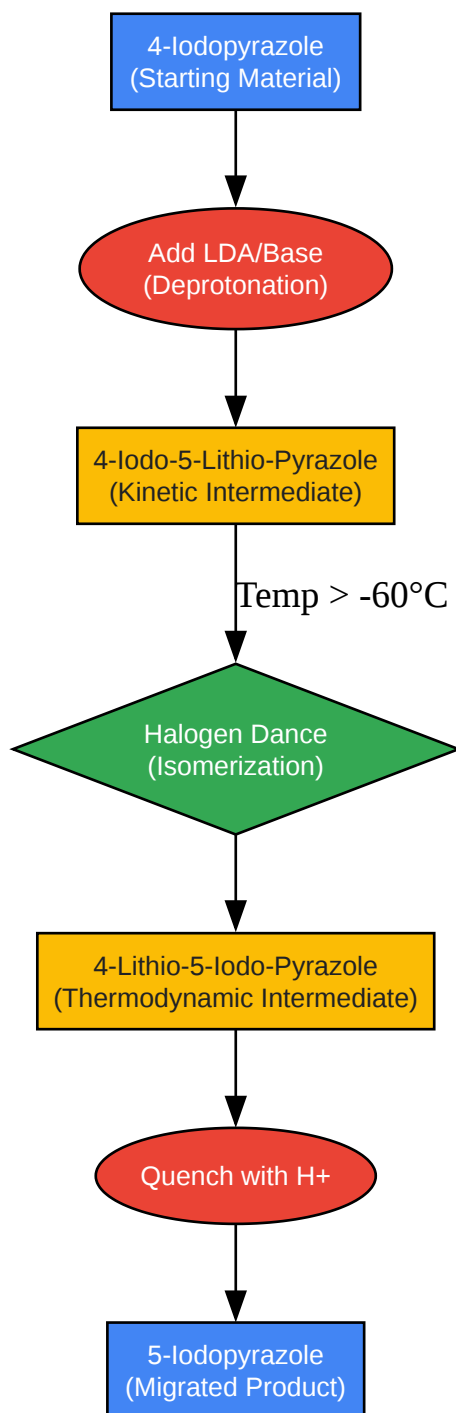 4-Iodopyrazole
(Starting Material)
Add LDA/Base
(Deprotonation)
4-Iodo-5-Lithio-Pyrazole
(Kinetic Intermediate)
Temp > -60°C
Halogen Dance
(Isomerization)
4-Lithio-5-Iodo-Pyrazole
(Thermodynamic Intermediate)
Quench with H+
5-Iodopyrazole
(Migrated Product)